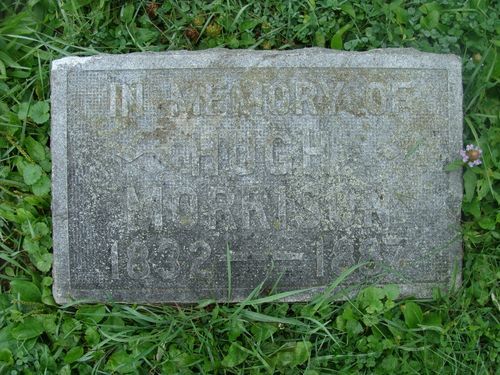 IN MEMORY OF
HUGH
MORRISON
1832 —